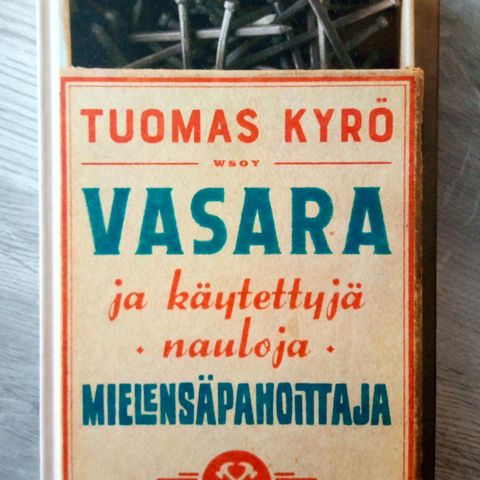 TUOMAS KYRÖ
WSOY
VASARA
ja käytettyjä
• nauloja •
MIELENSÄPAHOITTAJA